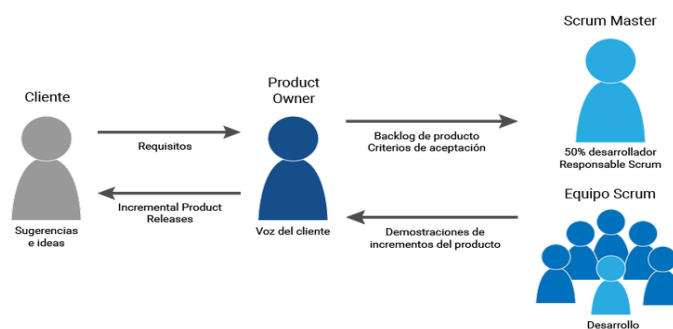 Scrum Master
Cliente
Product
Owner
Requisitos
Backlog de producto
Criterios de aceptación
50% desarrollador
Responsable Scrum
Equipo Scrum
Incremental Product
Releases
Sugerencias
e ideas
Voz del cliente
Demostraciones de
incrementos del producto
Desarrollo